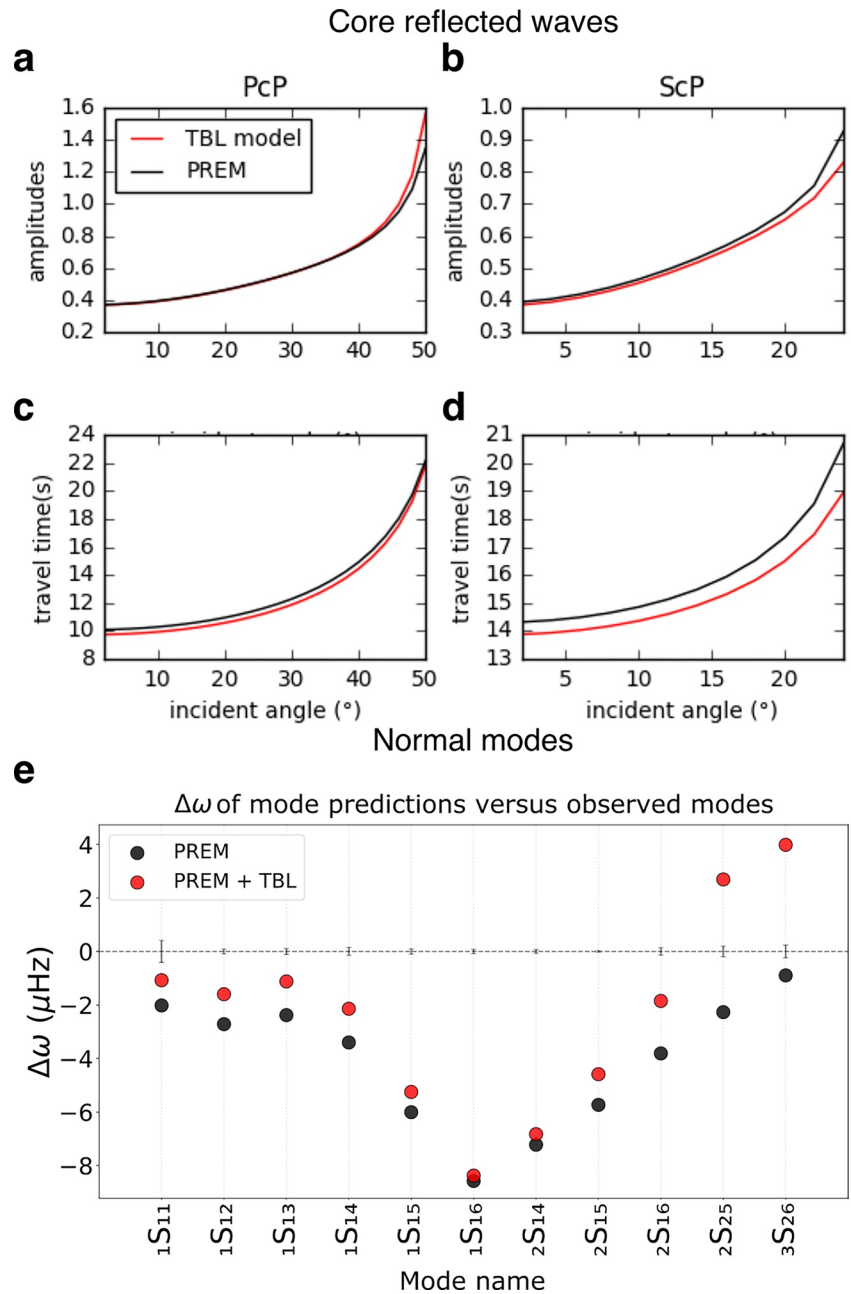 Core reflected waves
a
b
PcP
ScP
amplitudes
1.6
1.4
1.2
1.0
0.8
0.6
0.4
0.2
TBL model
PREM
10
20
30
40
50
amplitudes
1.0
0.9
0.8
0.7
0.6
0.5
0.4
0.3
5
10
15
20
c
d
travel time(s)
24
22
20
18
16
14
12
10
8
10
20
30
40
50
incident angle (°)
travel time(s)
21
20
19
18
17
16
15
14
13
5
10
15
20
incident angle (°)
Normal modes
e
Δω of mode predictions versus observed modes
PREM
PREM + TBL
Δω (μHz)
4
2
0
−2
−4
−6
−8
₁S₁₁
₁S₁₂
₁S₁₃
₁S₁₄
₁S₁₅
₁S₁₆
₂S₁₄
₂S₁₅
₂S₁₆
₂S₂₅
₃S₂₆
Mode name